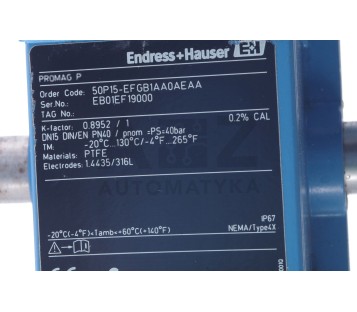 Endress+Hauser EH
PROMAG P
Order Code: 50P15-EFGB1AA0AEAA
Ser.No.: EB01EF19000
TAG No.:
K-factor: 0.8952 / 1 0.2% CAL
DN15 DIN/EN PN40 / pnom =PS=40bar
TM: -20°C...130°C/-4°F...265°F
Materials: PTFE
Electrodes: 1.4435/316L
AUTOMATYKA
IP67
-20°C(-4°F)<Tamb<+60°C(+140°F) NEMA/Type4X